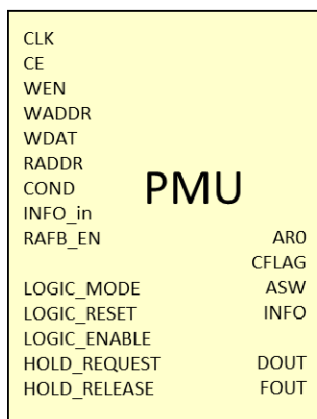 CLK
CE
WEN
WADDR
WDAT
RADDR
COND
PMU
INFO_in
RAFB_EN
AR0
CFLAG
LOGIC_MODE
ASW
LOGIC_RESET
INFO
LOGIC_ENABLE
HOLD_REQUEST
DOUT
HOLD_RELEASE
FOUT